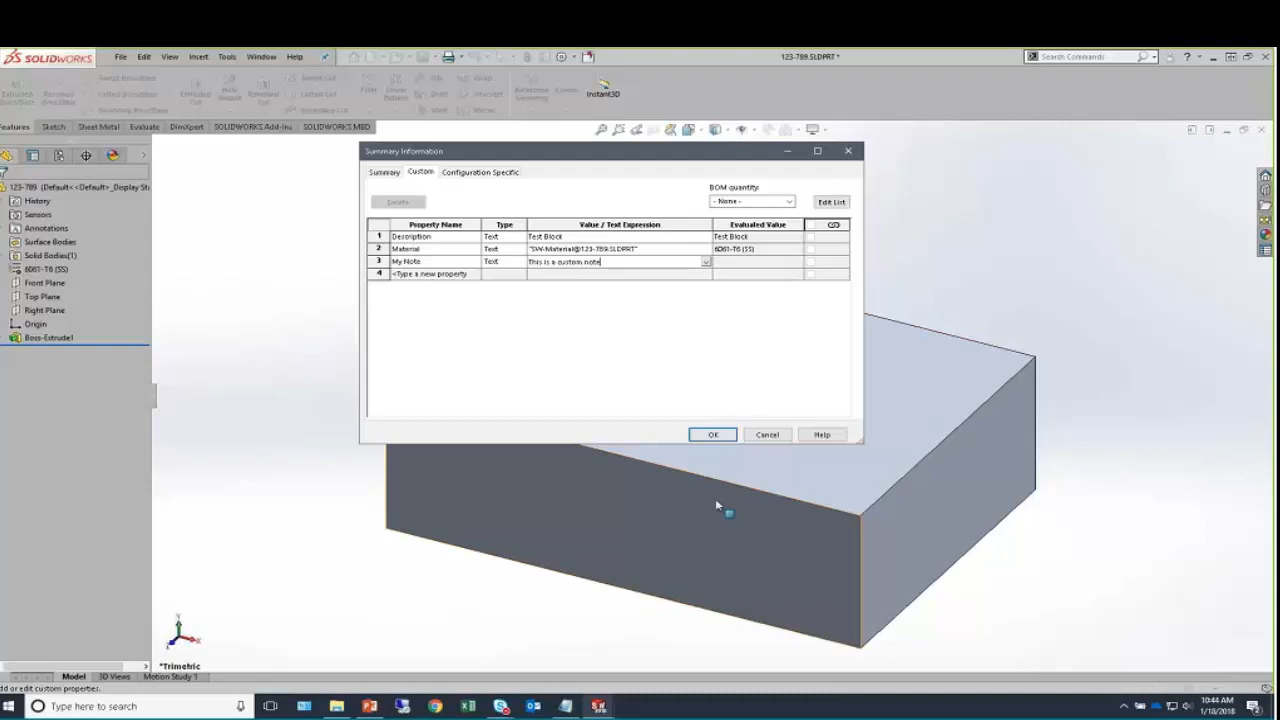 SOLIDWORKS File Edit View Insert Tools Window Help 123-789.SLDPRT * Search Commands
Instant3D
Features Sketch Sheet Metal Evaluate DimXpert SOLIDWORKS Add-Ins SOLIDWORKS MBD
Summary Information
Summary Custom Configuration Specific
BOM quantity:
Delete - None - Edit List
Property Name Type Value / Text Expression Evaluated Value
1 Description Text Test Block Test Block
2 Material Text "SW-Material@123-789.SLDPRT" 6061-T6 (SS)
3 My Note Text This is a custom note
4 <Type a new property
OK Cancel Help
123-789 (Default<<Default>_Display St
History
Sensors
Annotations
Surface Bodies
Solid Bodies(1)
6061-T6 (SS)
Front Plane
Top Plane
Right Plane
Origin
Boss-Extrude1
Y
X
*Trimetric
Model 3D Views Motion Study 1
dd or edit custom properties.
Type here to search
10:44 AM
1/18/2018